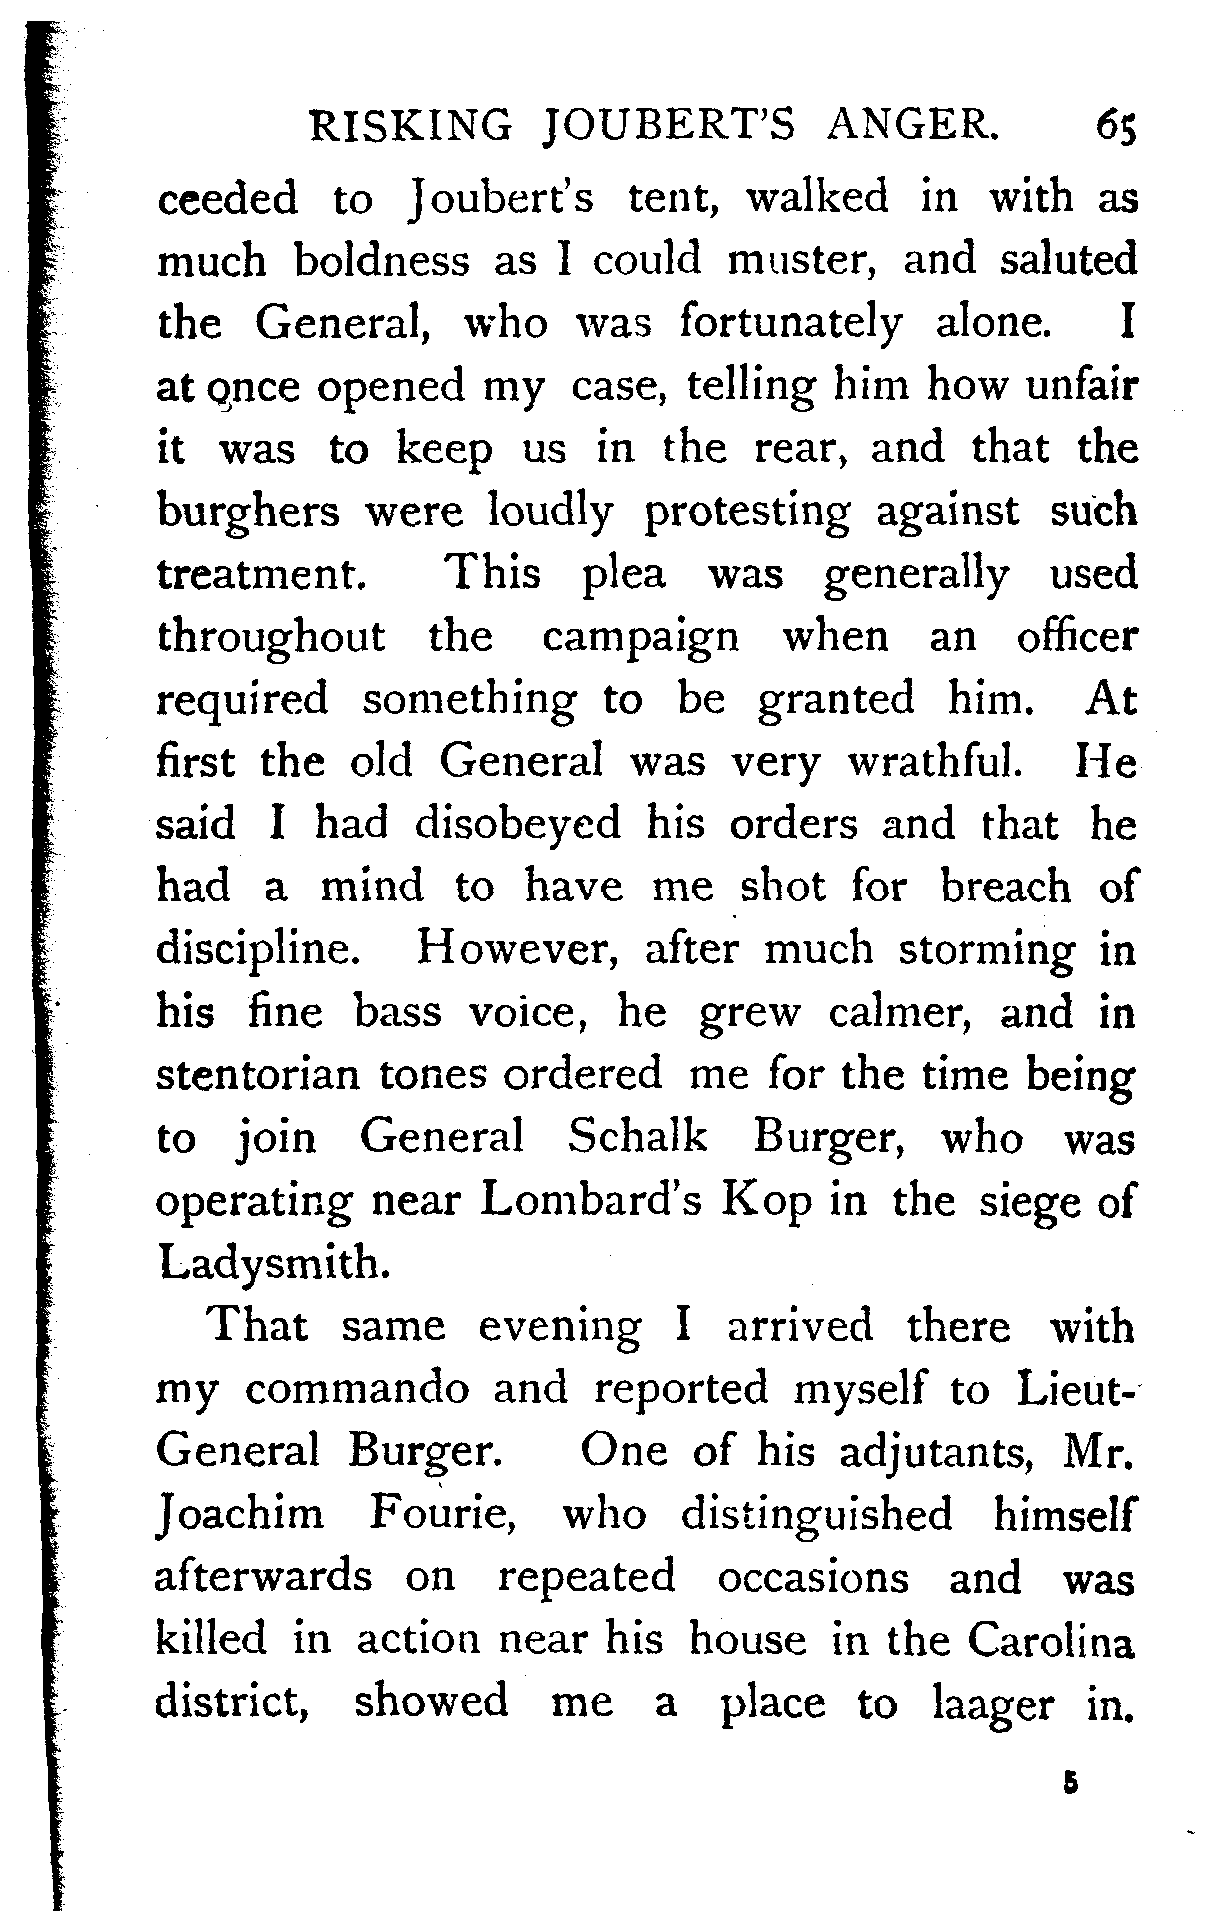 RISKING JOUBERT'S ANGER. 65
ceeded to Joubert's tent, walked in with as
much boldness as I could muster, and saluted
the General, who was fortunately alone. I
at once opened my case, telling him how unfair
it was to keep us in the rear, and that the
burghers were loudly protesting against such
treatment. This plea was generally used
throughout the campaign when an officer
required something to be granted him. At
first the old General was very wrathful. He
said I had disobeyed his orders and that he
had a mind to have me shot for breach of
discipline. However, after much storming in
his fine bass voice, he grew calmer, and in
stentorian tones ordered me for the time being
to join General Schalk Burger, who was
operating near Lombard's Kop in the siege of
Ladysmith.
That same evening I arrived there with
my commando and reported myself to Lieut-
General Burger. One of his adjutants, Mr.
Joachim Fourie, who distinguished himself
afterwards on repeated occasions and was
killed in action near his house in the Carolina
district, showed me a place to laager in.
5